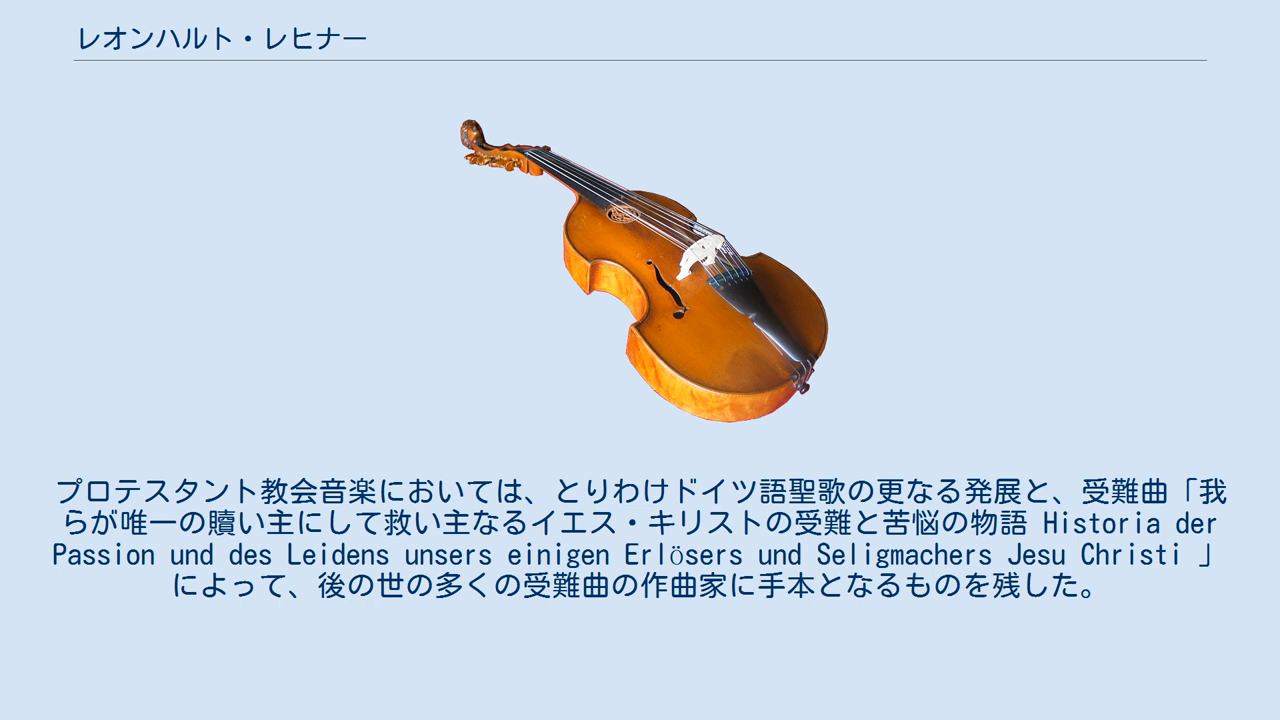 レオンハルト・レヒナー
プロテスタント教会音楽においては、とりわけドイツ語聖歌の更なる発展と、受難曲「我
らが唯一の贖い主にして救い主なるイエス・キリストの受難と苦悩の物語 Historia der
Passion und des Leidens unsers einigen Erlösers und Seligmachers Jesu Christi 」
によって、後の世の多くの受難曲の作曲家に手本となるものを残した。